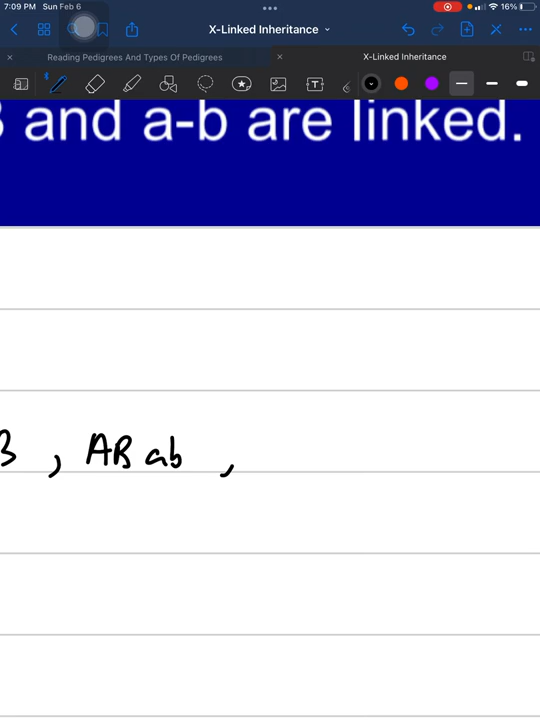 7:09 PM Sun Feb 6 16%
X-Linked Inheritance
Reading Pedigrees And Types Of Pedigrees X-Linked Inheritance
and a-b are linked.
, AB ab ,